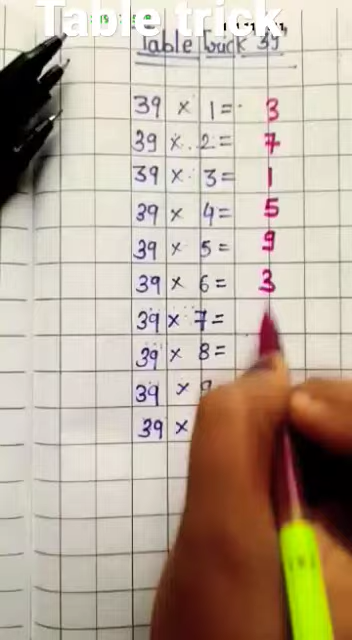 Table trick
Table trick 39
39 × 1 = 3
39 × 2 = 7
39 × 3 = 1
39 × 4 = 5
39 × 5 = 9
39 × 6 = 3
39 × 7 =
39 × 8 =
39 × 9
39 ×